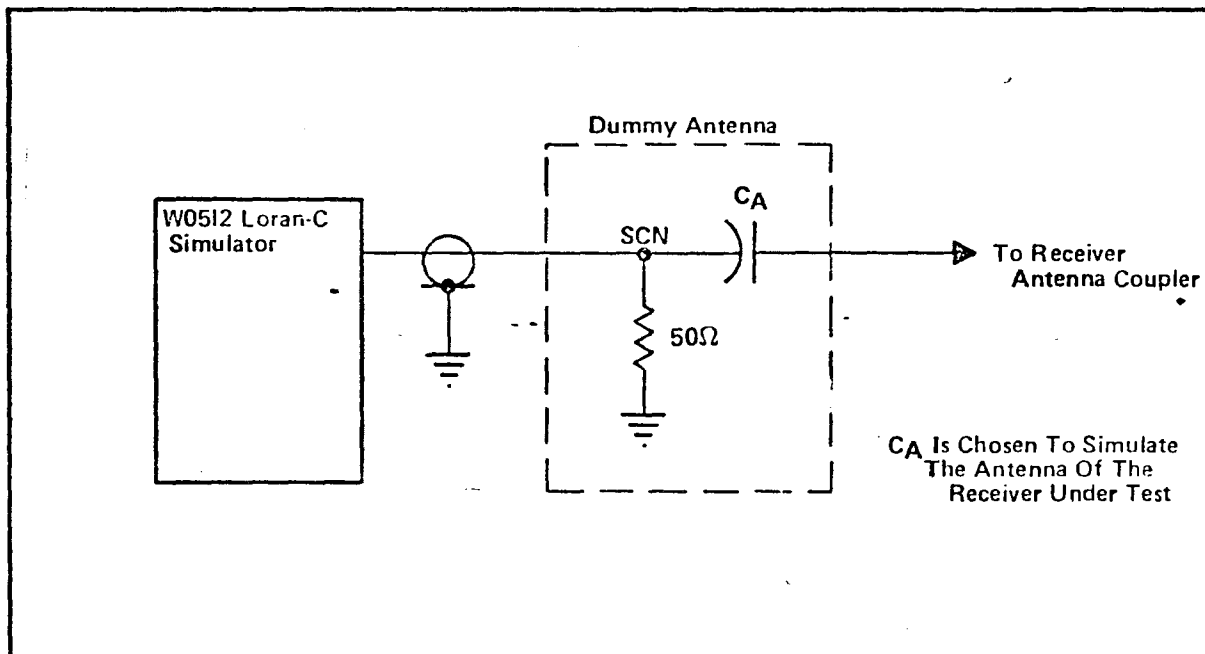 Dummy Antenna
W0512 Loran-C
Simulator
SCN
CA
50Ω
To Receiver
Antenna Coupler
CA Is Chosen To Simulate
The Antenna Of The
Receiver Under Test